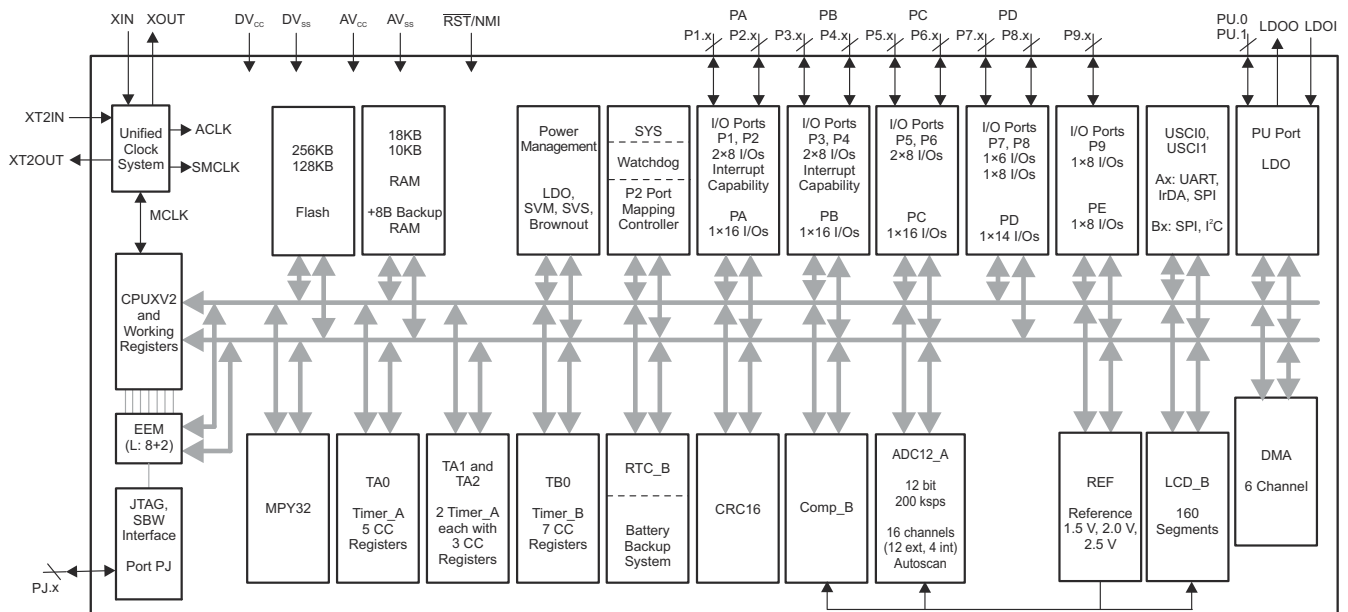 XIN XOUT DVCC DVSS AVCC AVSS RST/NMI PA PB PC PD PU.0 LDOO LDOI
P1.x P2.x P3.x P4.x P5.x P6.x P7.x P8.x P9.x PU.1
XT2IN
XT2OUT
Unified
Clock
System
ACLK
SMCLK
MCLK
256KB
128KB
Flash
18KB
10KB
RAM
+8B Backup
RAM
Power
Management
LDO,
SVM, SVS,
Brownout
SYS
Watchdog
P2 Port
Mapping
Controller
I/O Ports
P1, P2
2×8 I/Os
Interrupt
Capability
PA
1×16 I/Os
I/O Ports
P3, P4
2×8 I/Os
Interrupt
Capability
PB
1×16 I/Os
I/O Ports
P5, P6
2×8 I/Os
PC
1×16 I/Os
I/O Ports
P7, P8
1×6 I/Os
1×8 I/Os
PD
1×14 I/Os
I/O Ports
P9
1×8 I/Os
PE
1×8 I/Os
USCI0,
USCI1
Ax: UART,
IrDA, SPI
Bx: SPI, I²C
PU Port
LDO
CPUXV2
and
Working
Registers
EEM
(L: 8+2)
JTAG,
SBW
Interface
Port PJ
PJ.x
MPY32
TA0
Timer_A
5 CC
Registers
TA1 and
TA2
2 Timer_A
each with
3 CC
Registers
TB0
Timer_B
7 CC
Registers
RTC_B
Battery
Backup
System
CRC16
Comp_B
ADC12_A
12 bit
200 ksps
16 channels
(12 ext, 4 int)
Autoscan
REF
Reference
1.5 V, 2.0 V,
2.5 V
LCD_B
160
Segments
DMA
6 Channel